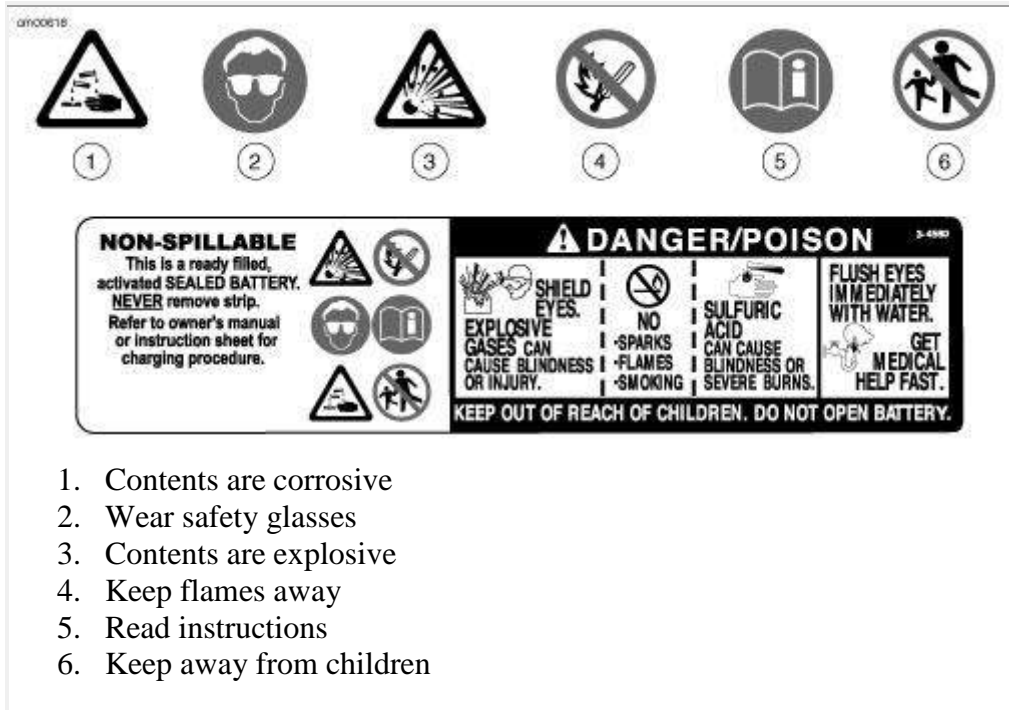 om00618
1
2
3
4
5
6
NON-SPILLABLE
This is a ready filled,
activated SEALED BATTERY.
NEVER remove strip.
Refer to owner's manual
or instruction sheet for
charging procedure.
DANGER/POISON
SHIELD
EYES.
EXPLOSIVE
GASES CAN
CAUSE BLINDNESS
OR INJURY.
NO
•SPARKS
•FLAMES
•SMOKING
SULFURIC
ACID
CAN CAUSE
BLINDNESS OR
SEVERE BURNS.
FLUSH EYES
IMMEDIATELY
WITH WATER.
GET
MEDICAL
HELP FAST.
KEEP OUT OF REACH OF CHILDREN. DO NOT OPEN BATTERY.
1. Contents are corrosive
2. Wear safety glasses
3. Contents are explosive
4. Keep flames away
5. Read instructions
6. Keep away from children